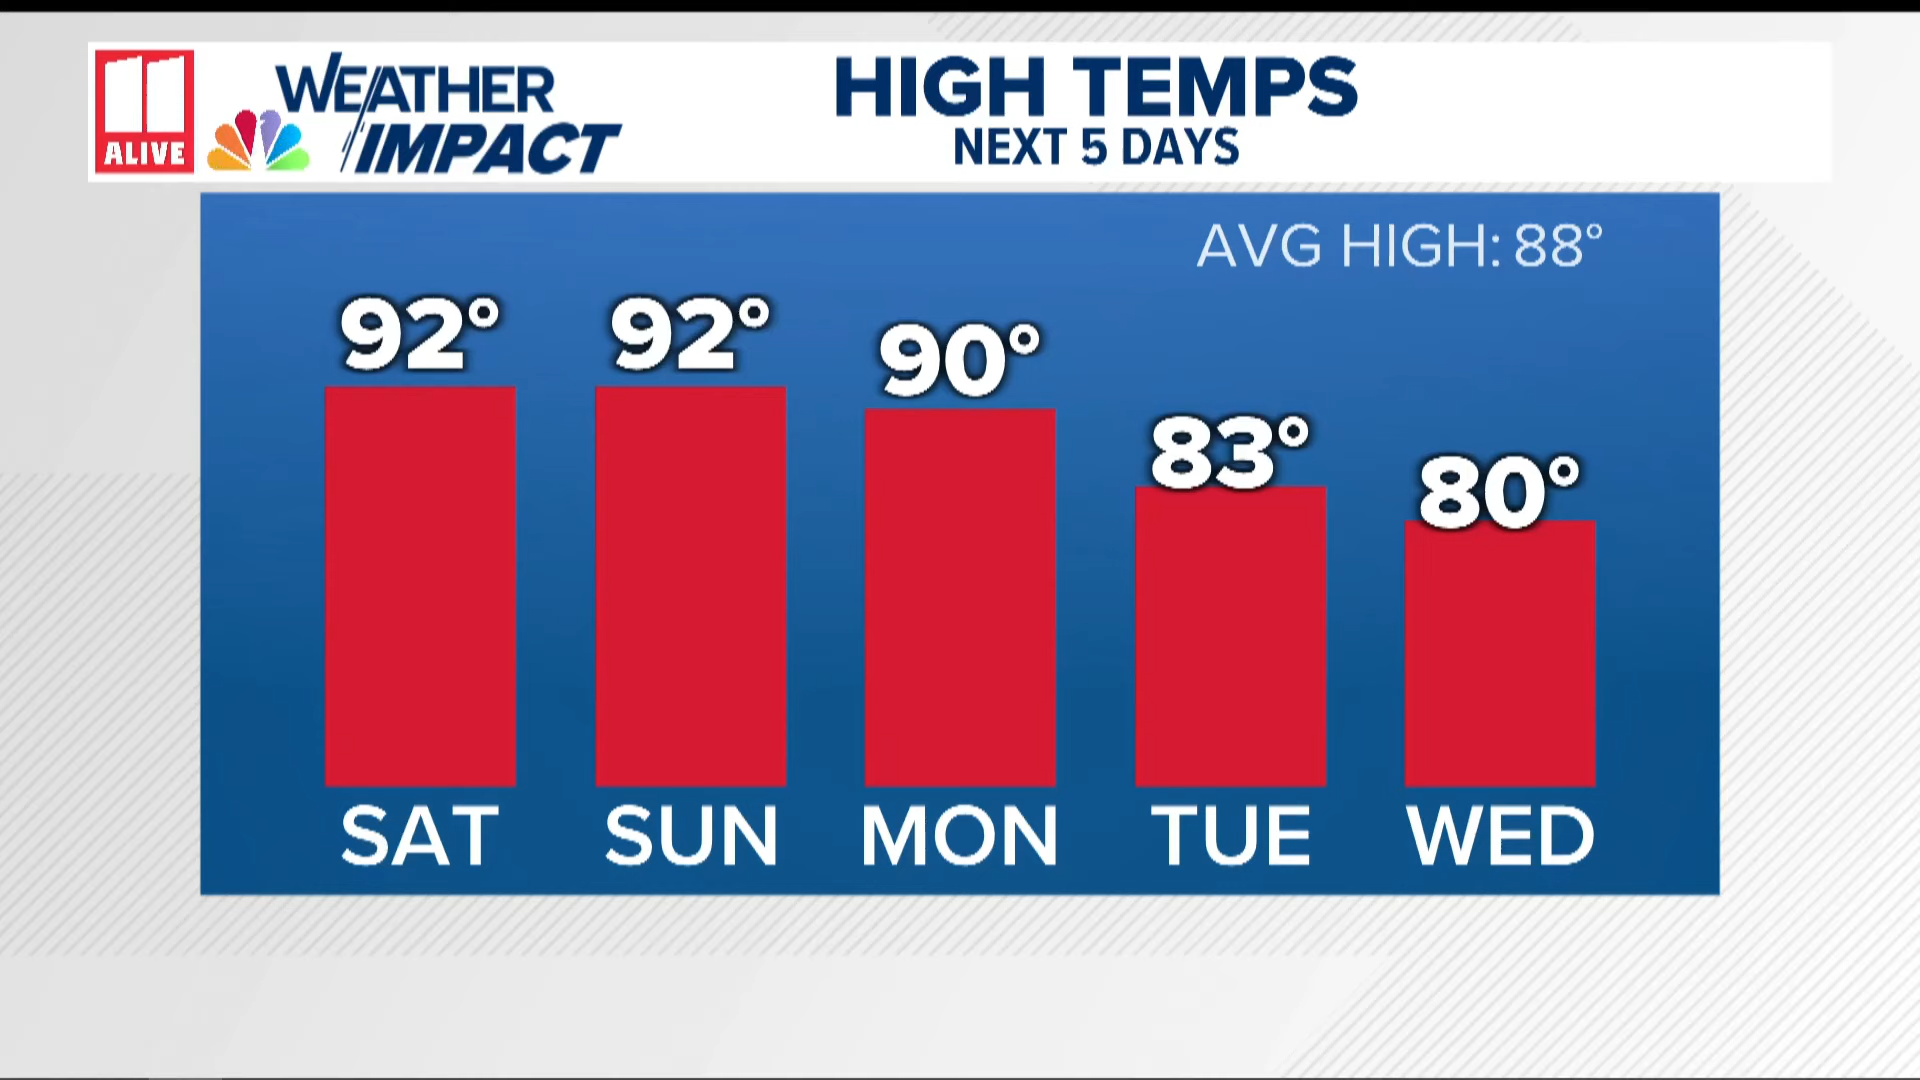 ALIVE
WEATHER
IMPACT
HIGH TEMPS
NEXT 5 DAYS
AVG HIGH: 88°
92° 92° 90° 83° 80°
SAT SUN MON TUE WED